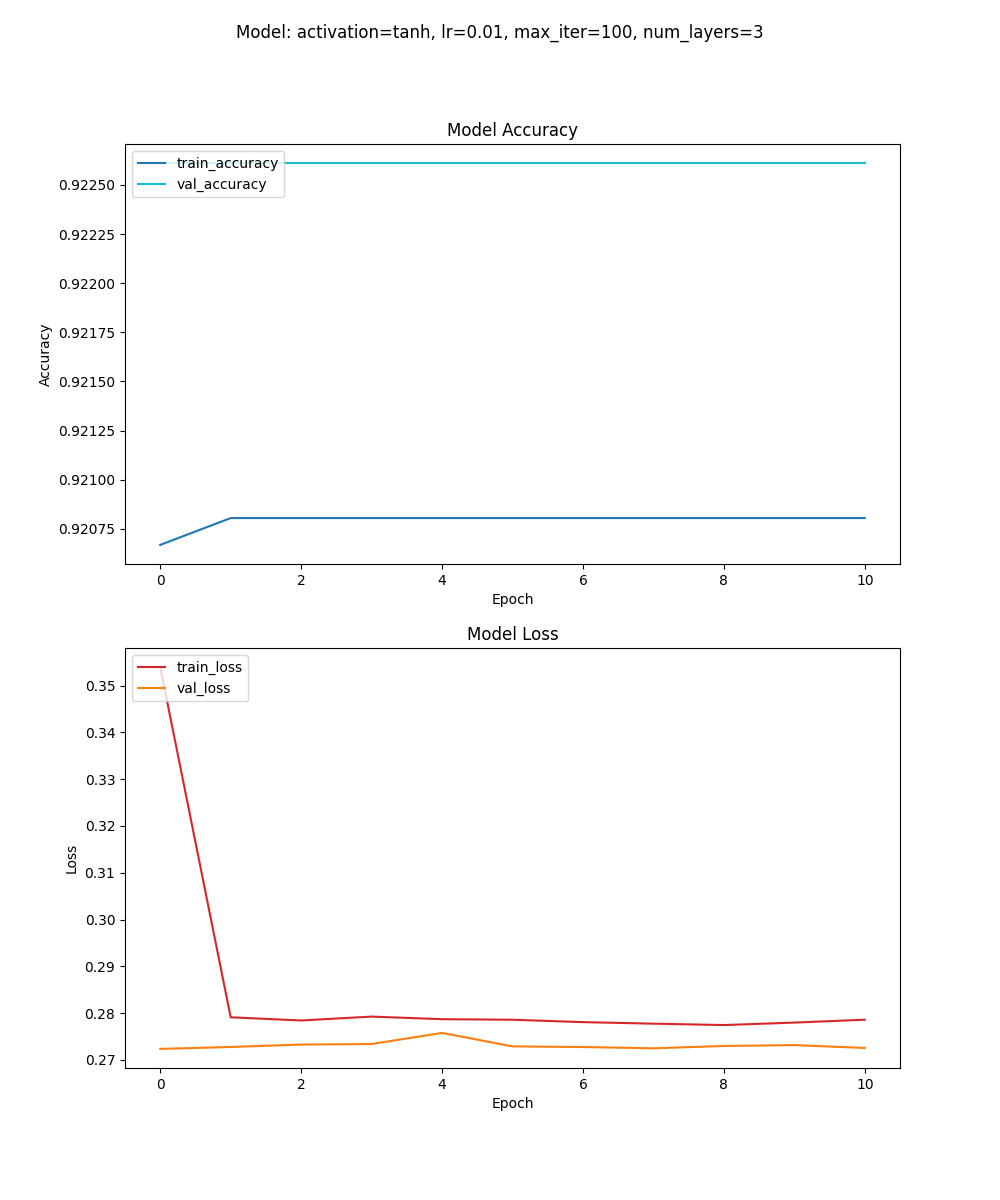 Model: activation=tanh, lr=0.01, max_iter=100, num_layers=3
Model Accuracy
train_accuracy
val_accuracy
0.92250
0.92225
0.92200
0.92175
0.92150
0.92125
0.92100
0.92075
Accuracy
0 2 4 6 8 10
Epoch
Model Loss
train_loss
val_loss
0.35
0.34
0.33
0.32
0.31
0.30
0.29
0.28
0.27
Loss
0 2 4 6 8 10
Epoch